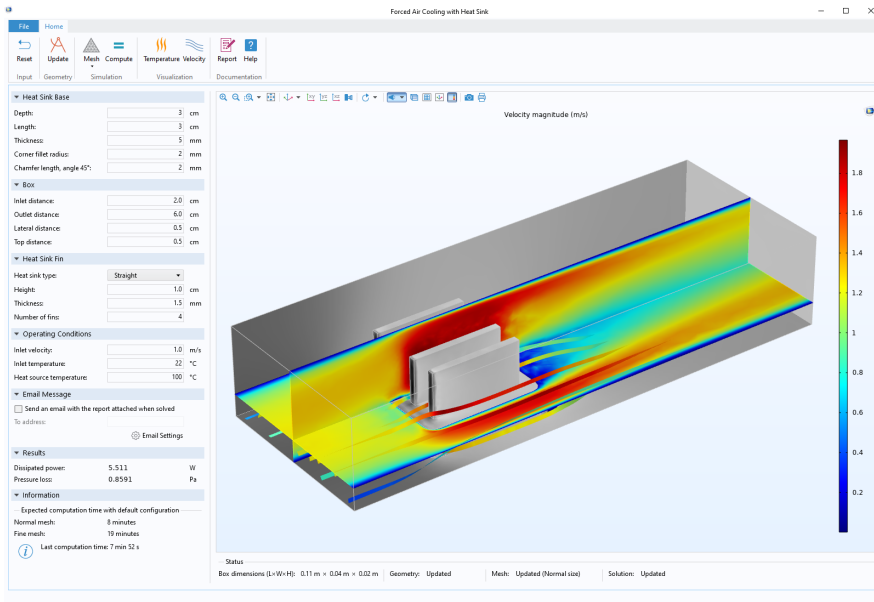 Forced Air Cooling with Heat Sink
File Home
Reset Update Mesh Compute Temperature Velocity Report Help
Input Geometry Simulation Visualization Documentation
Heat Sink Base
Depth: 3 cm
Length: 3 cm
Thickness: 5 mm
Corner fillet radius: 2 mm
Chamfer length, angle 45°: 2 mm
Box
Inlet distance: 2.0 cm
Outlet distance: 6.0 cm
Lateral distance: 0.5 cm
Top distance: 0.5 cm
Heat Sink Fin
Heat sink type: Straight
Height: 1.0 cm
Thickness: 1.5 mm
Number of fins: 4
Operating Conditions
Inlet velocity: 1.0 m/s
Inlet temperature: 22 °C
Heat source temperature: 100 °C
Email Message
Send an email with the report attached when solved
To address:
Email Settings
Results
Dissipated power: 5.511 W
Pressure loss: 0.8591 Pa
Information
Expected computation time with default configuration
Normal mesh: 8 minutes
Fine mesh: 19 minutes
Last computation time: 7 min 52 s
Velocity magnitude (m/s)
1.8
1.6
1.4
1.2
1
0.8
0.6
0.4
0.2
Status
Box dimensions (L×W×H): 0.11 m × 0.04 m × 0.02 m Geometry: Updated Mesh: Updated (Normal size) Solution: Updated